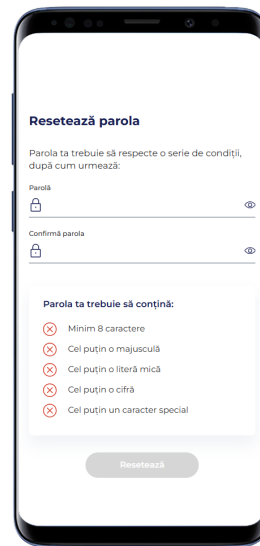 Resetează parola
Parola ta trebuie să respecte o serie de condiții,
după cum urmează:
Parolă
Confirmă parola
Parola ta trebuie să conțină:
Minim 8 caractere
Cel puțin o majusculă
Cel puțin o literă mică
Cel puțin o cifră
Cel puțin un caracter special
Resetează